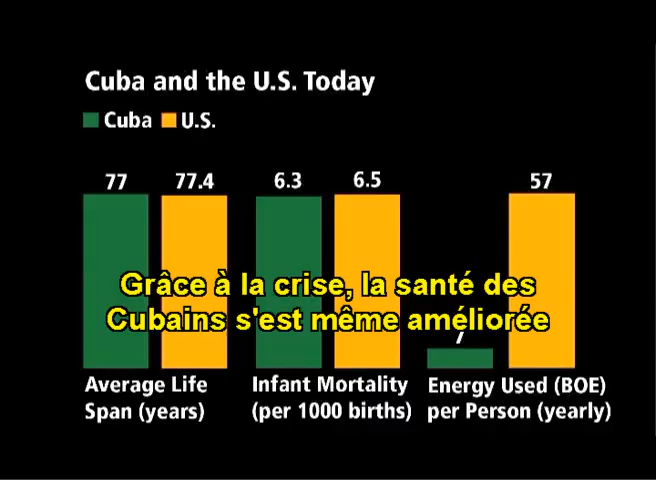 Cuba and the U.S. Today
Cuba U.S.
77 77.4 6.3 6.5 57
Grâce à la crise, la santé des
Cubains s'est même améliorée
7
Average Life Infant Mortality Energy Used (BOE)
Span (years) (per 1000 births) per Person (yearly)